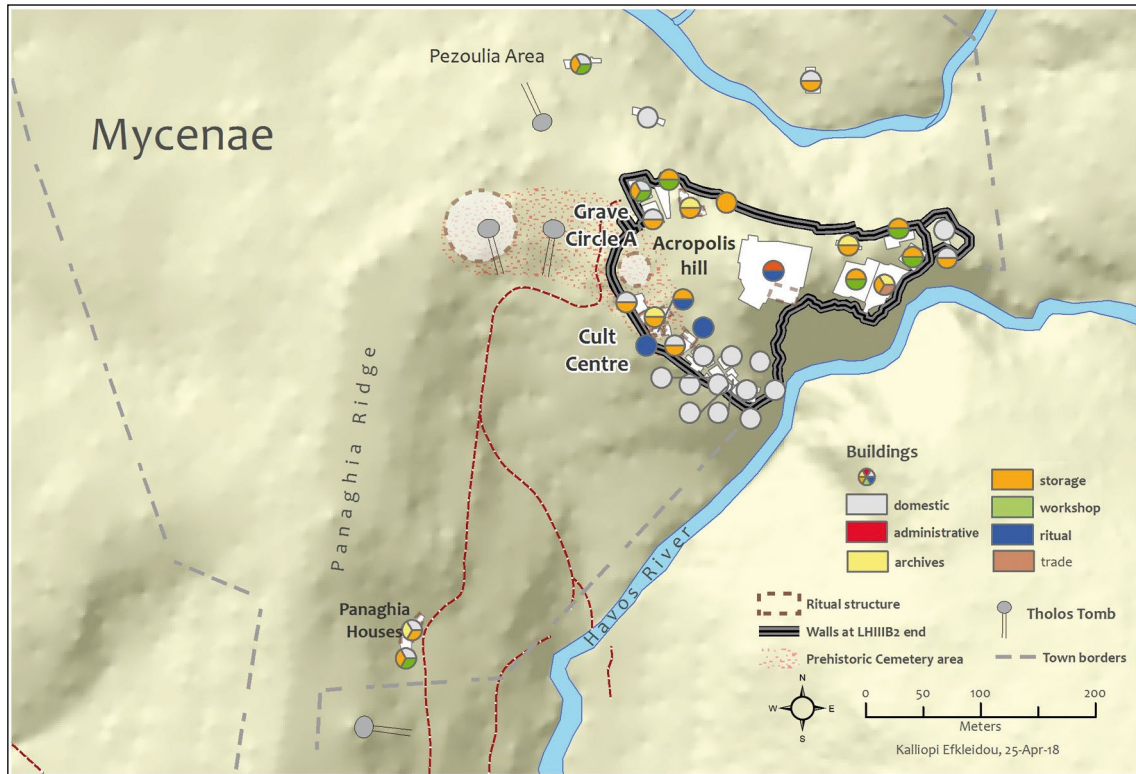 Pezoulia Area
Mycenae
Grave
Circle A
Acropolis
hill
Cult
Centre
Panaghia Ridge
Panaghia
Houses
Havos River
Buildings
domestic
administrative
archives
storage
workshop
ritual
trade
Ritual structure
Walls at LHIIIB2 end
Prehistoric Cemetery area
Tholos Tomb
Town borders
N
W
E
S
0 50 100 200
Meters
Kalliopi Efkleidou, 25-Apr-18